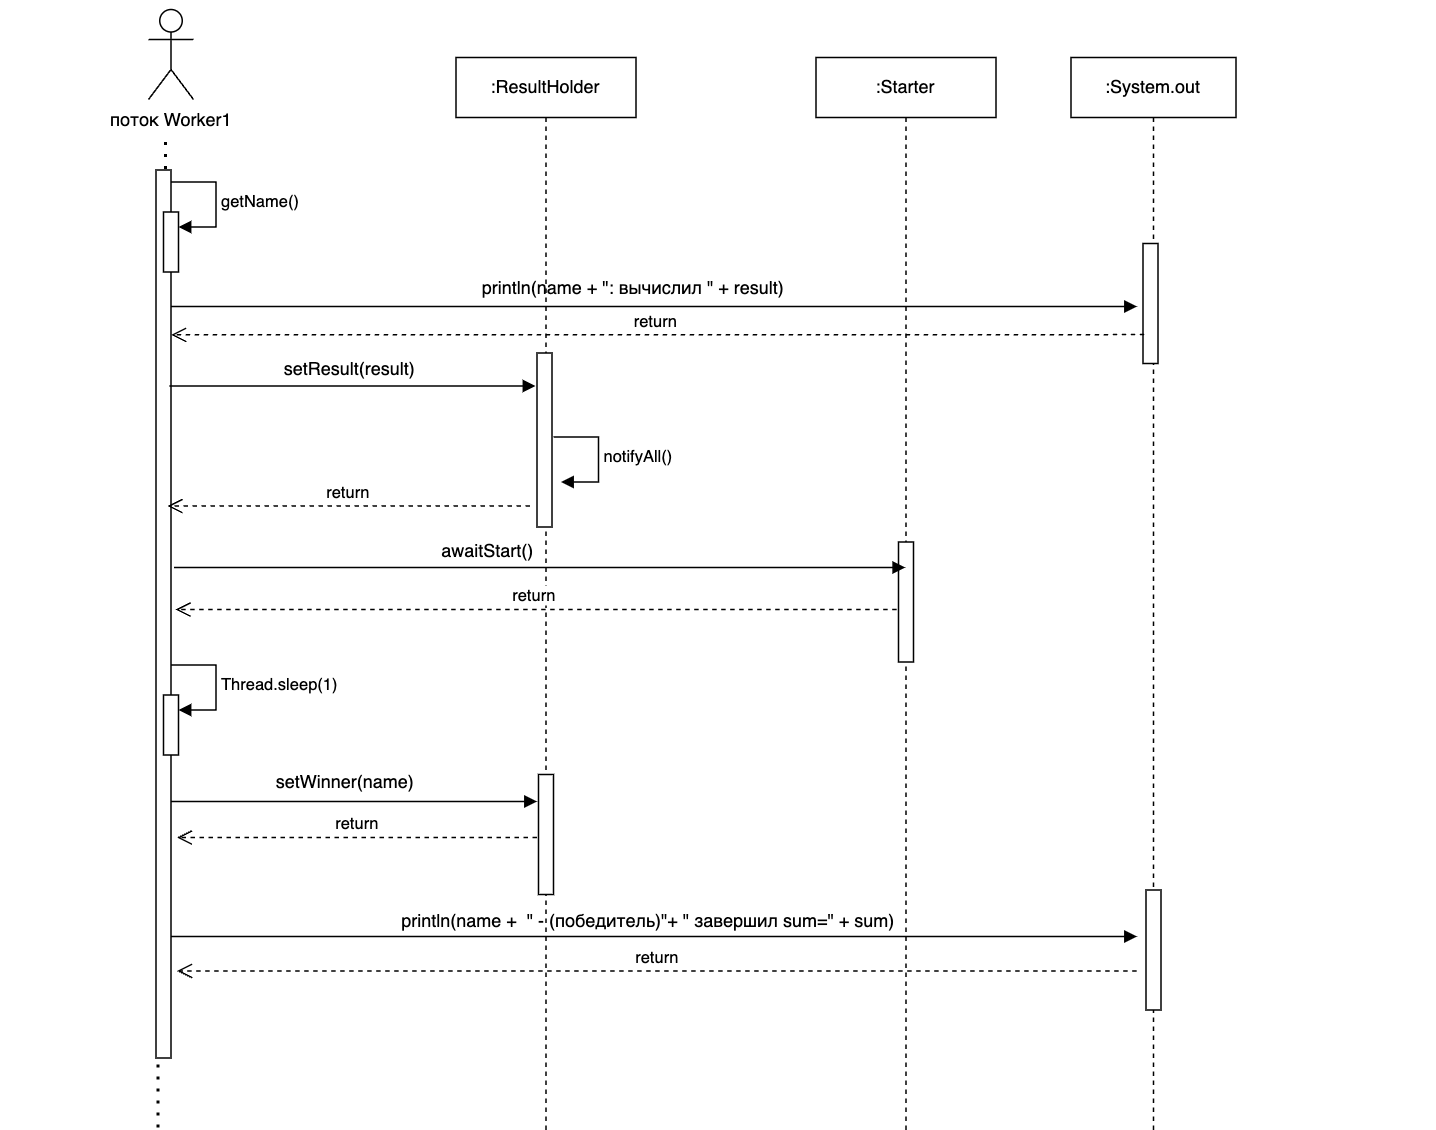 поток Worker1
:ResultHolder
:Starter
:System.out
getName()
println(name + ": вычислил " + result)
return
setResult(result)
notifyAll()
return
awaitStart()
return
Thread.sleep(1)
setWinner(name)
return
println(name +  " - (победитель)"+ " завершил sum=" + sum)
return